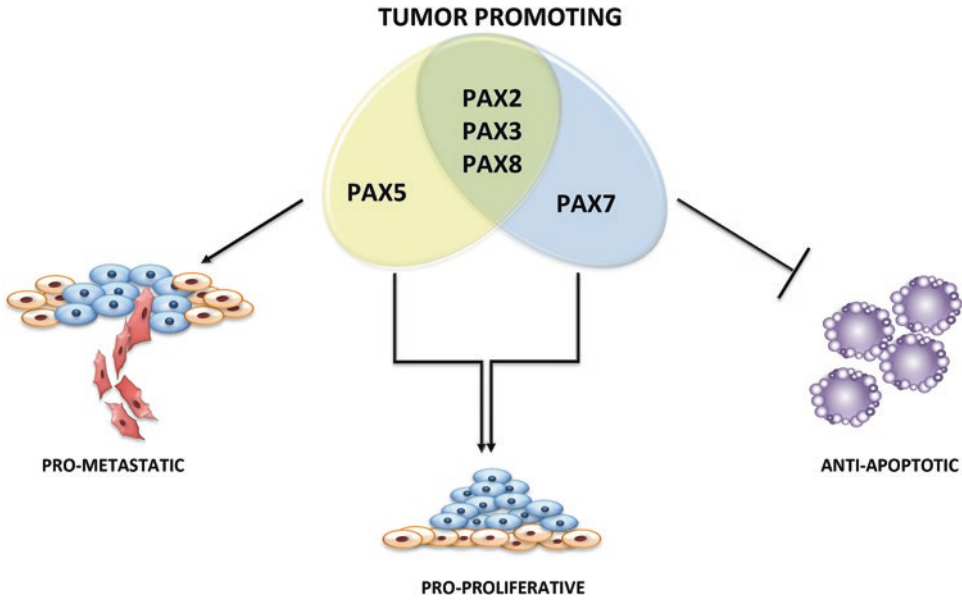 TUMOR PROMOTING
PAX2
PAX3
PAX8
PAX5
PAX7
PRO-METASTATIC
ANTI-APOPTOTIC
PRO-PROLIFERATIVE